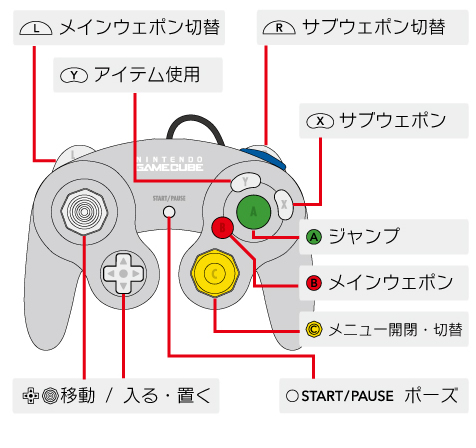 L メインウェポン切替
R サブウェポン切替
Y アイテム使用
X サブウェポン
L
NINTENDO
GAMECUBE
Y
X
START/PAUSE
A
B
C
A ジャンプ
B メインウェポン
C メニュー開閉・切替
移動 / 入る・置く
START/PAUSE ポーズ